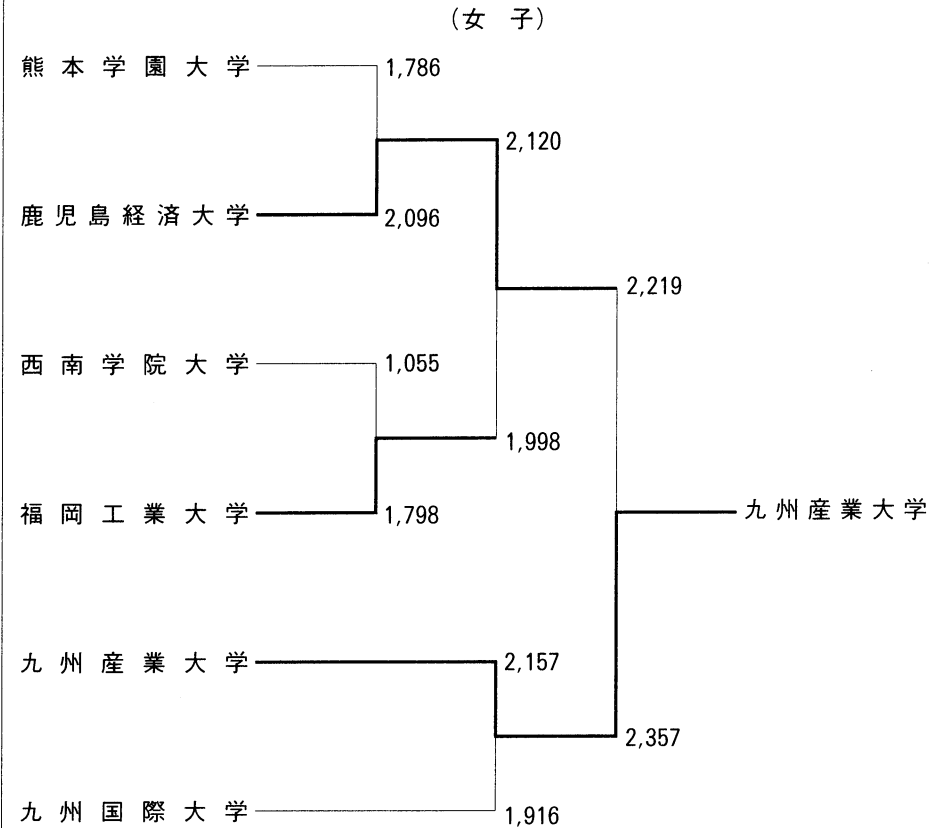 （女 子）
熊本学園大学
1,786
2,120
鹿児島経済大学
2,096
2,219
西南学院大学
1,055
1,998
福岡工業大学
1,798
九州産業大学
九州産業大学
2,157
2,357
九州国際大学
1,916